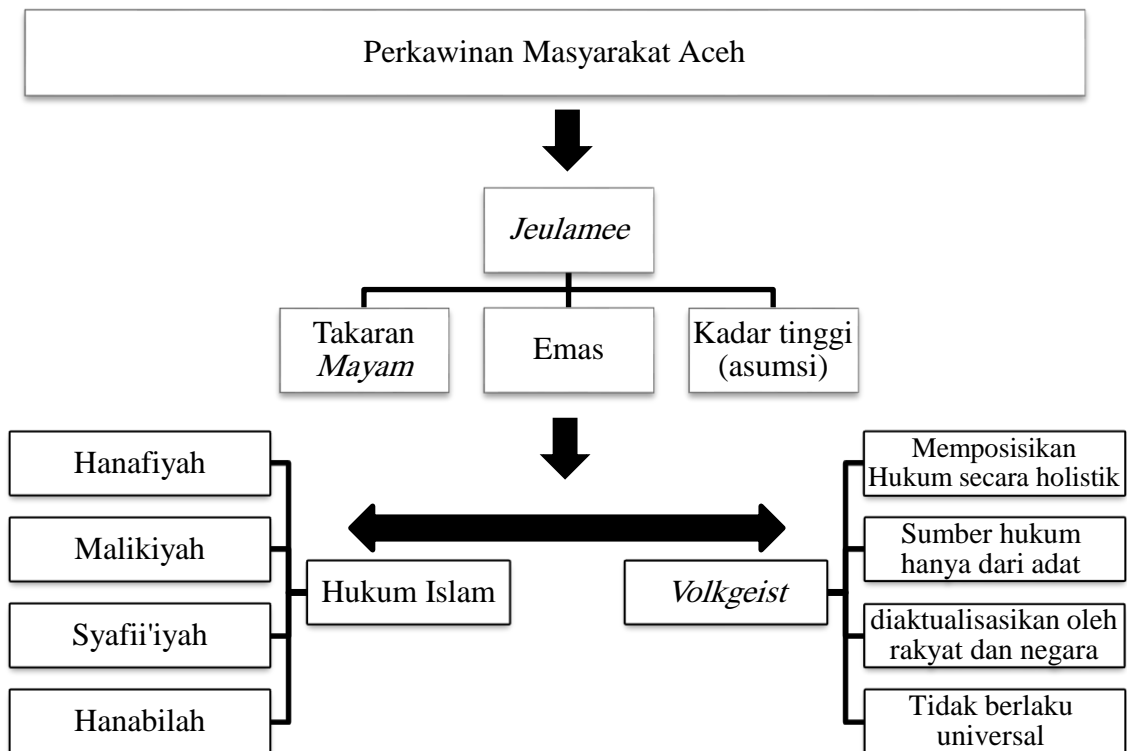 Perkawinan Masyarakat Aceh
Jeulamee
Takaran
Mayam
Emas
Kadar tinggi
(asumsi)
Hanafiyah
Malikiyah
Syafii'iyah
Hanabilah
Hukum Islam
Volkgeist
Memposisikan
Hukum secara holistik
Sumber hukum
hanya dari adat
diaktualisasikan oleh
rakyat dan negara
Tidak berlaku
universal